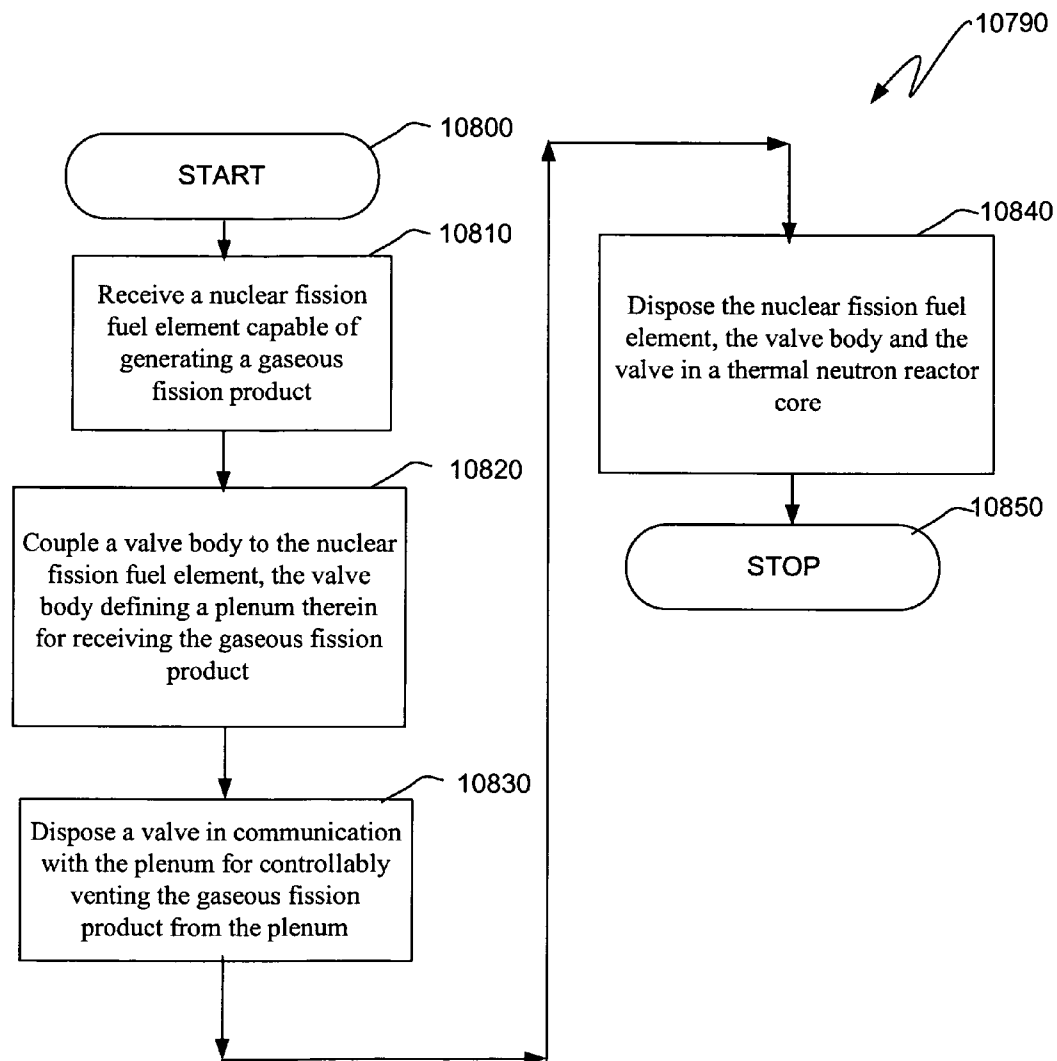 10790
10800
START
10810
Receive a nuclear fission
fuel element capable of
generating a gaseous
fission product
10820
Couple a valve body to the nuclear
fission fuel element, the valve
body defining a plenum therein
for receiving the gaseous fission
product
10830
Dispose a valve in communication
with the plenum for controllably
venting the gaseous fission
product from the plenum
10840
Dispose the nuclear fission fuel
element, the valve body and the
valve in a thermal neutron reactor
core
10850
STOP